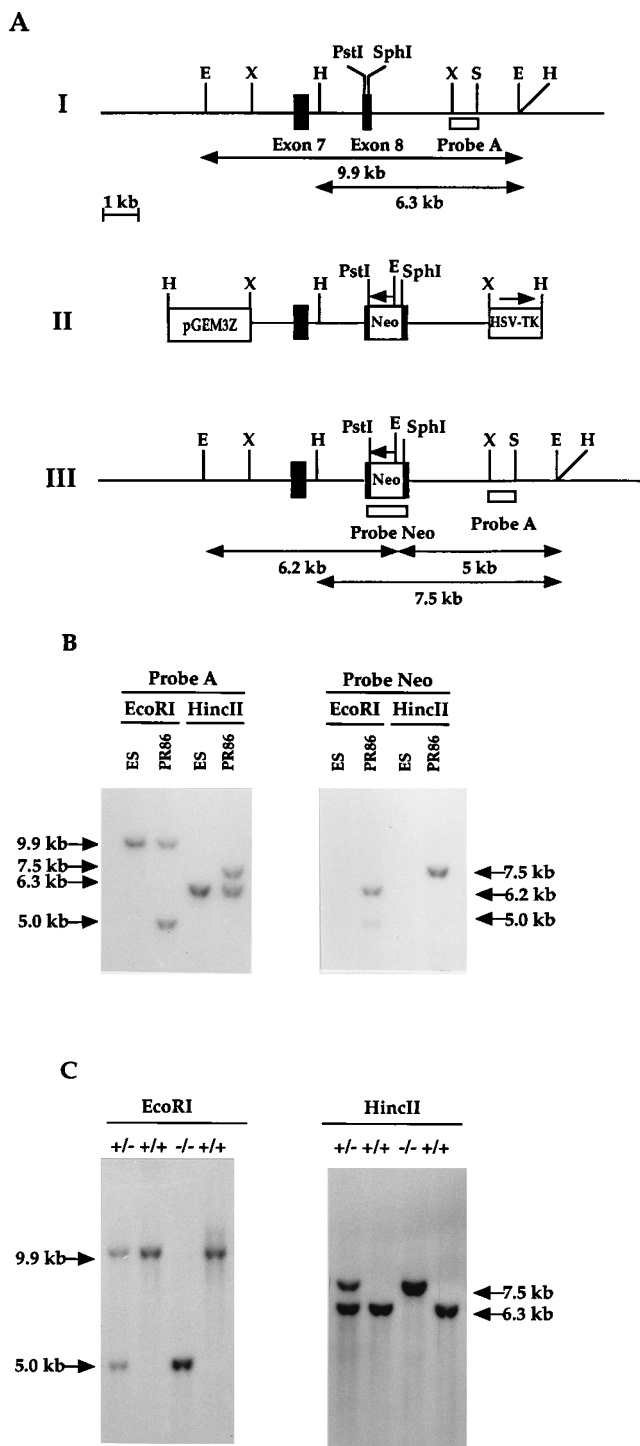 A
PstI SphI
E X H X S E H
I
Exon 7 Exon 8 Probe A
9.9 kb
1 kb
6.3 kb
E
H X H PstI SphI X H
II
pGEM3Z Neo HSV-TK
E
E X H PstI SphI X S E H
III
Neo
Probe Neo Probe A
6.2 kb 5 kb
7.5 kb
B
Probe A Probe Neo
EcoRI HincII EcoRI HincII
ES PR86 ES PR86 ES PR86 ES PR86
9.9 kb
7.5 kb
6.3 kb
5.0 kb
7.5 kb
6.2 kb
5.0 kb
C
EcoRI HincII
+/- +/+ -/- +/+ +/- +/+ -/- +/+
9.9 kb
5.0 kb
7.5 kb
6.3 kb